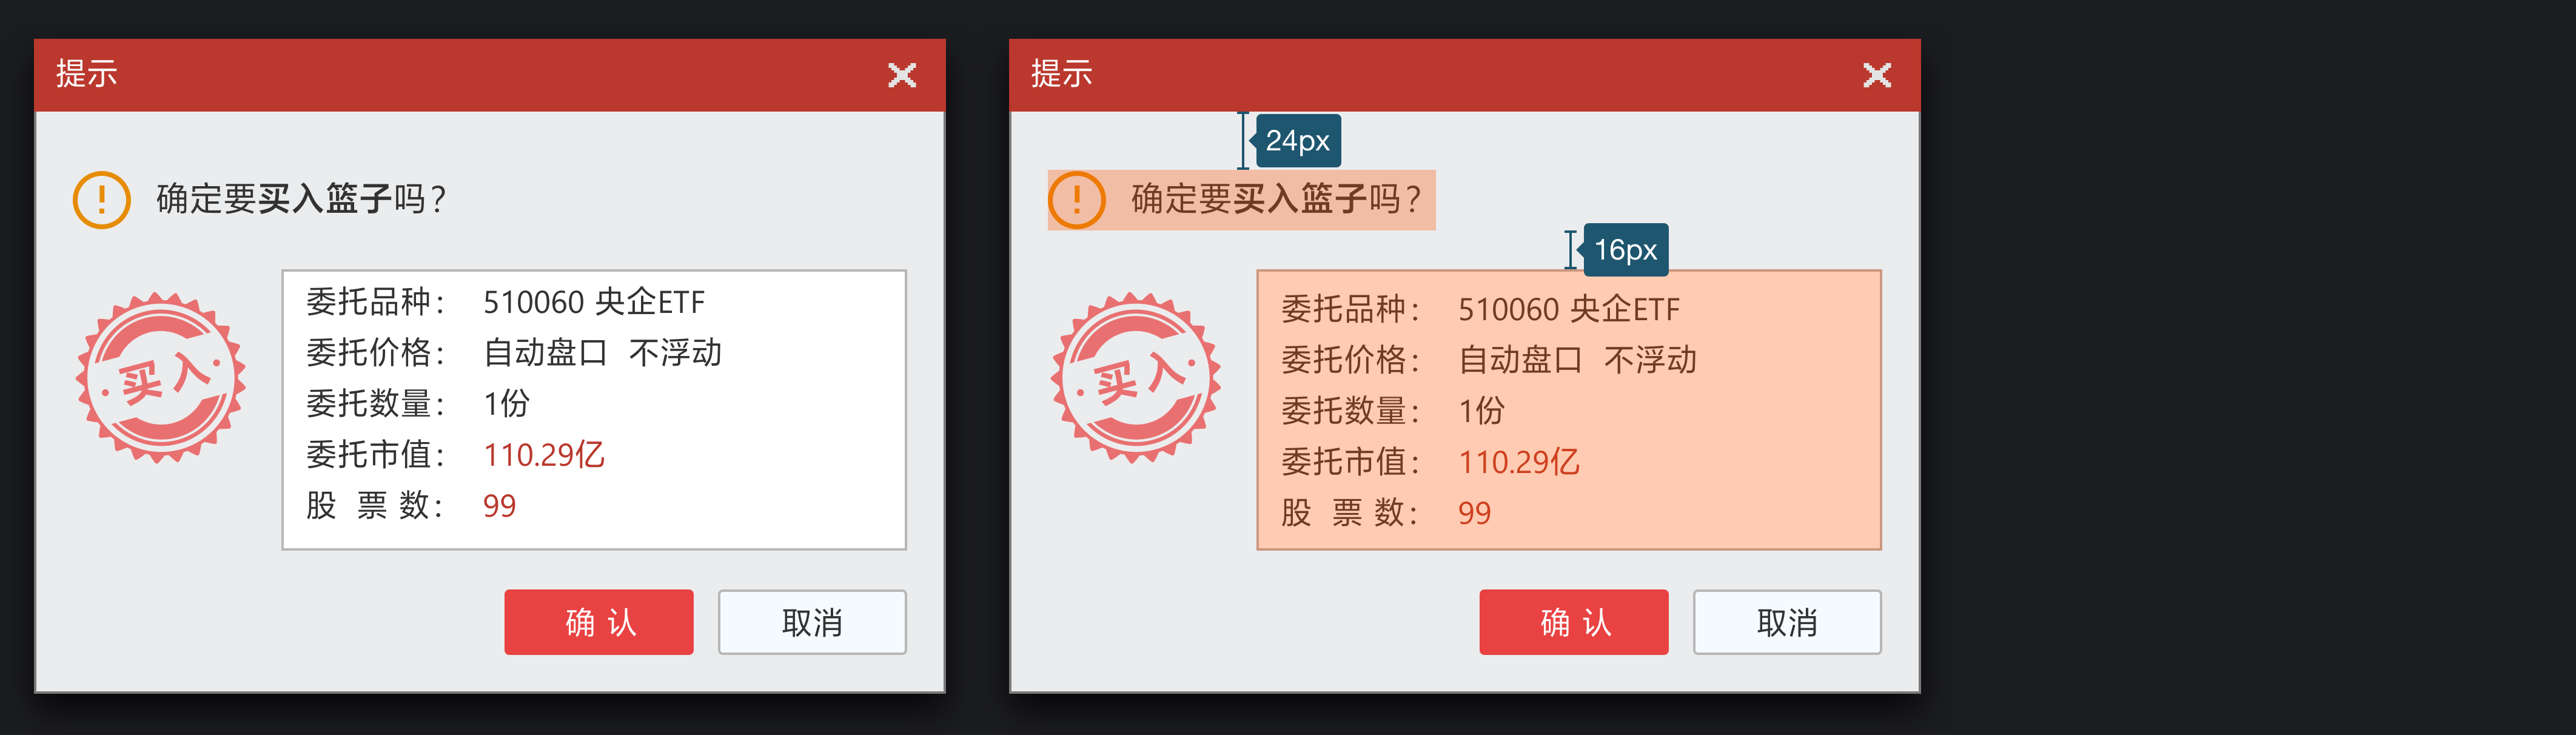 提示
确定要买入篮子吗？
买入
委托品种： 510060 央企ETF
委托价格： 自动盘口 不浮动
委托数量： 1份
委托市值： 110.29亿
股 票 数： 99
确 认 取消
提示
24px
确定要买入篮子吗？
16px
买入
委托品种： 510060 央企ETF
委托价格： 自动盘口 不浮动
委托数量： 1份
委托市值： 110.29亿
股 票 数： 99
确 认 取消